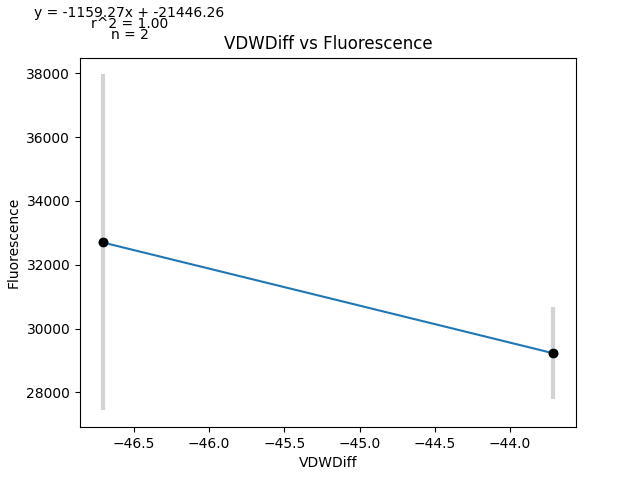 y = -1159.27x + -21446.26
r^2 = 1.00
n = 2
VDWDiff vs Fluorescence
38000
36000
34000
32000
30000
28000
Fluorescence
−46.5
−46.0
−45.5
−45.0
−44.5
−44.0
VDWDiff